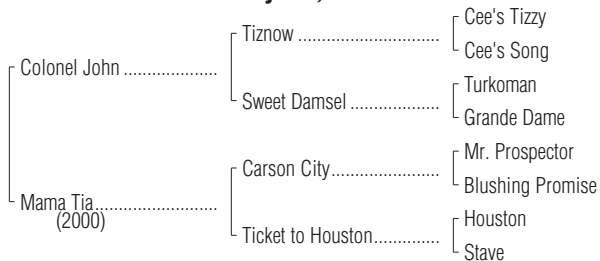 Cee's Tizzy
Tiznow ..............................
Cee's Song
Colonel John ....................
Turkoman
Sweet Damsel ...................
Grande Dame
Mr. Prospector
Carson City.......................
Blushing Promise
Mama Tia..........................
(2000)
Houston
Ticket to Houston..............
Stave